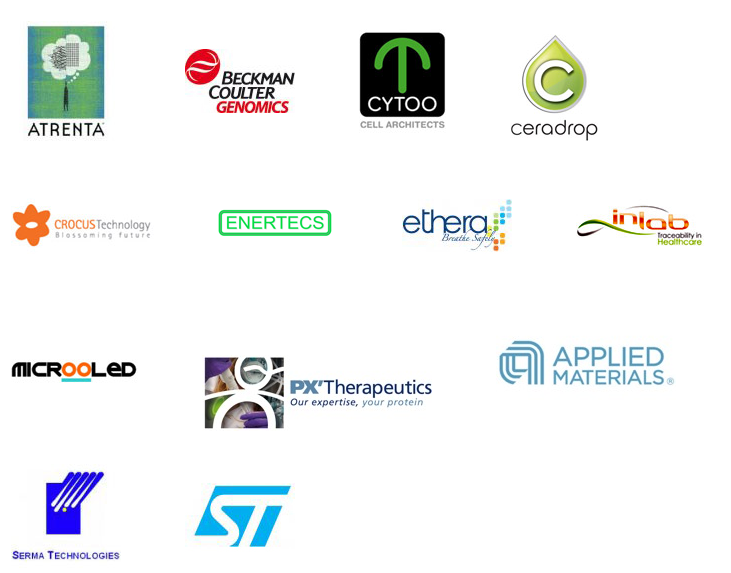 ATRENTA
BECKMAN
COULTER
GENOMICS
CYTOO
CELL ARCHITECTS
C
ceradrop
CROCUSTechnology
Blossoming future
ENERTECS
ethera
Breathe Safely
inlab
Traceability in
Healthcare
MICROOLED
PX'Therapeutics
Our expertise, your protein
APPLIED
MATERIALS®
SERMA TECHNOLOGIES
ST